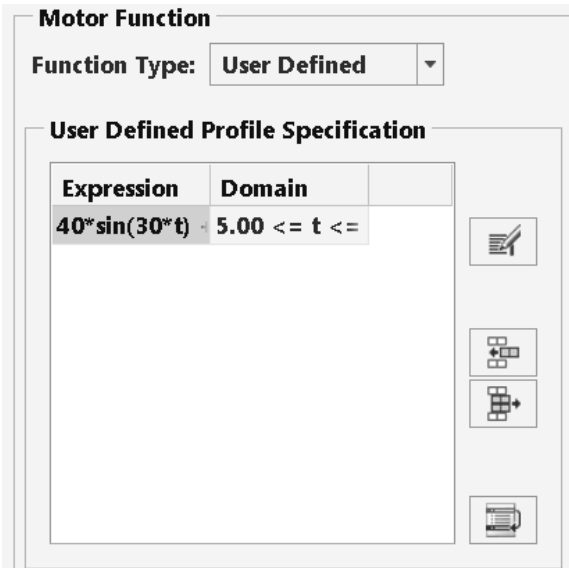 Motor Function
Function Type: User Defined
User Defined Profile Specification
Expression Domain
40*sin(30*t) 5.00 <= t <=